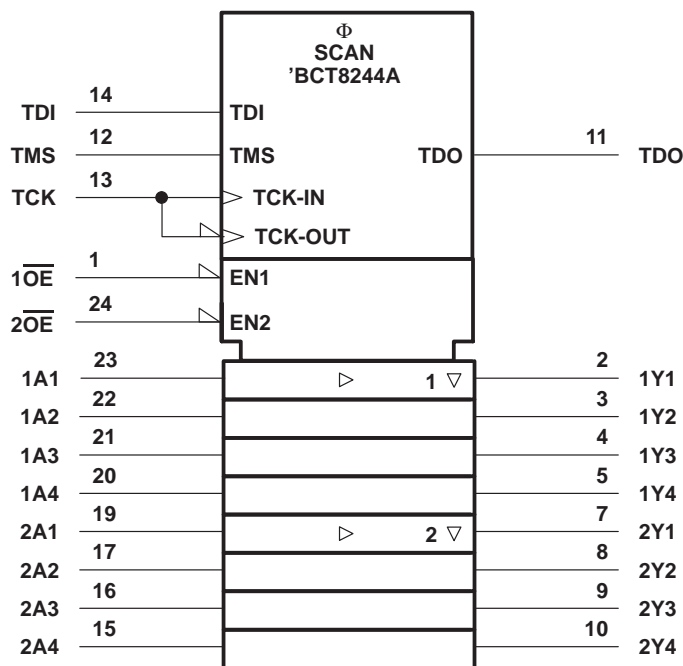 Φ
SCAN
'BCT8244A
14
TDI TDI
12 11
TMS TMS TDO TDO
13
TCK TCK-IN
TCK-OUT
1
1O̅E̅ EN1
24
2O̅E̅ EN2
23 2
1A1 1 1Y1
22 3
1A2 1Y2
21 4
1A3 1Y3
20 5
1A4 1Y4
19 7
2A1 2 2Y1
17 8
2A2 2Y2
16 9
2A3 2Y3
15 10
2A4 2Y4